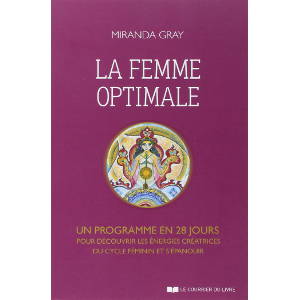 MIRANDA GRAY
LA FEMME
OPTIMALE
UN PROGRAMME EN 28 JOURS
POUR DÉCOUVRIR LES ÉNERGIES CRÉATRICES
DU CYCLE FÉMININ ET S'ÉPANOUIR
LE COURRIER DU LIVRE